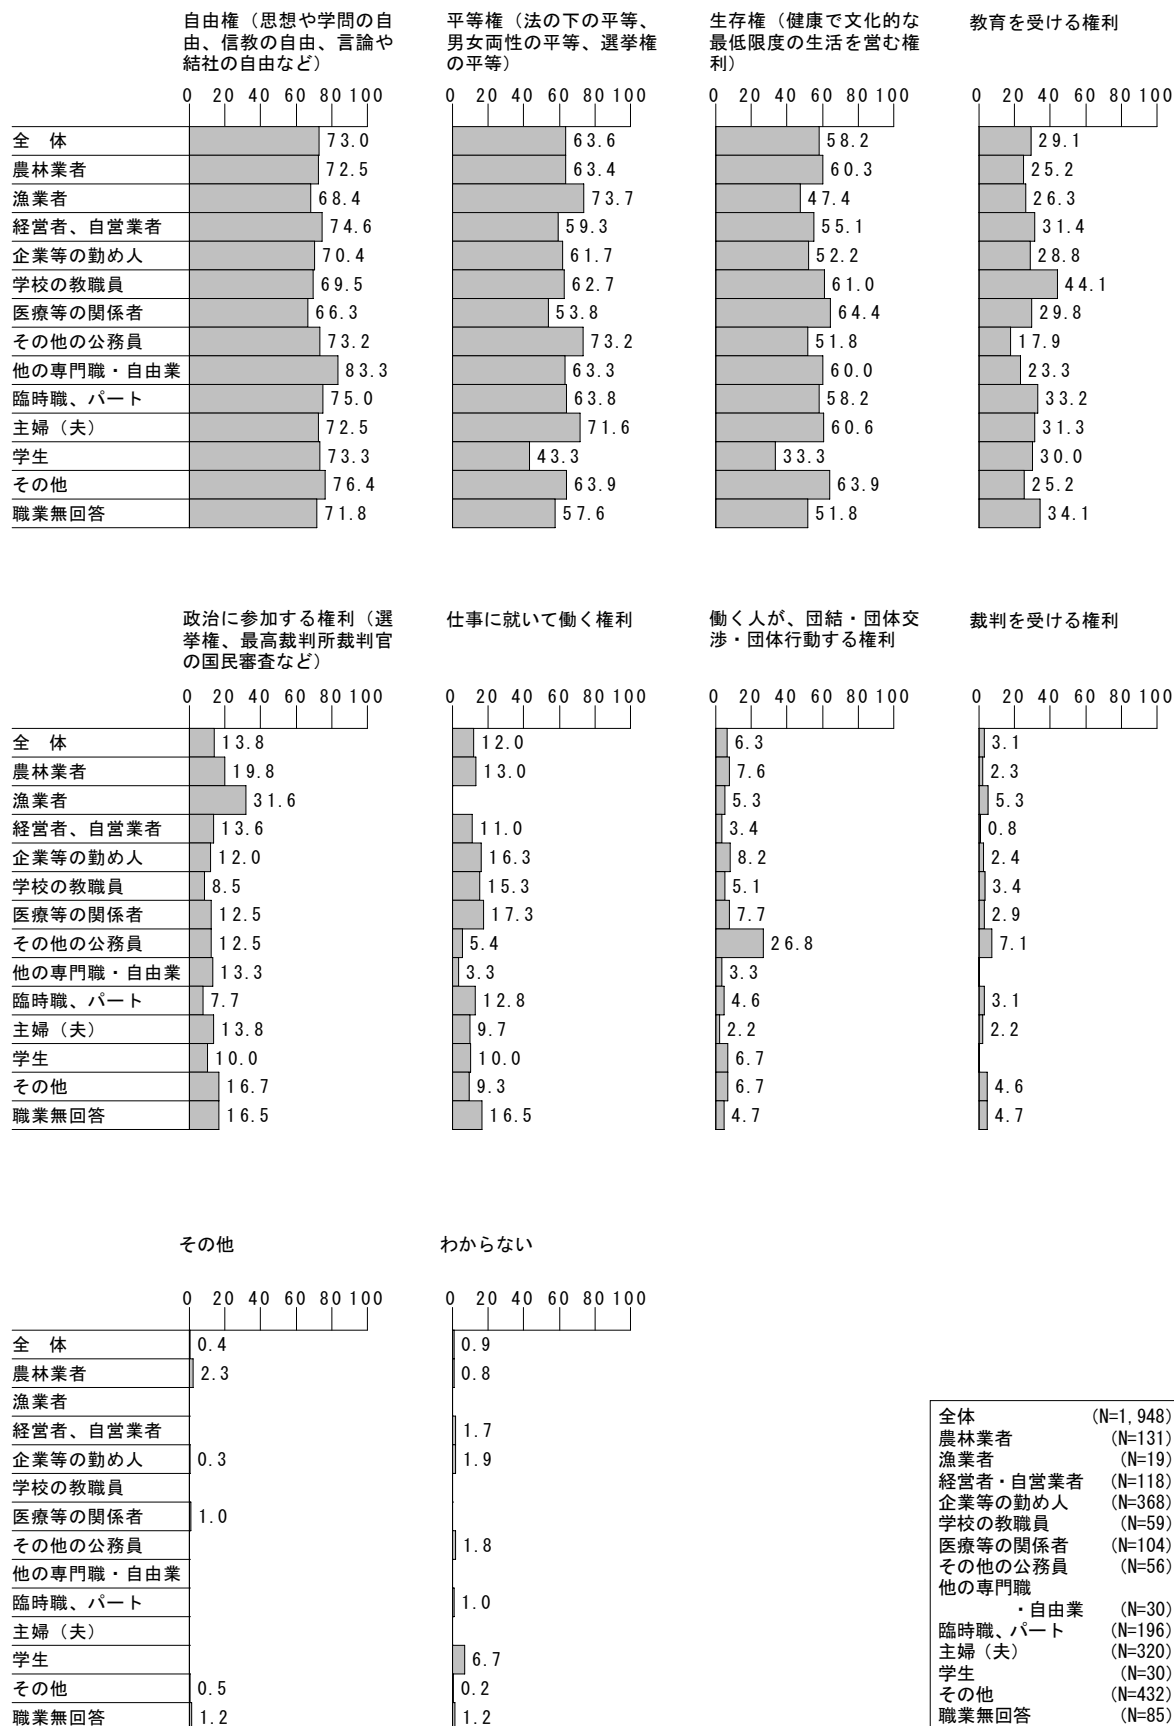 自由権（思想や学問の自
由、信教の自由、言論や
結社の自由など）
平等権（法の下の平等、
男女両性の平等、選挙権
の平等）
生存権（健康で文化的な
最低限度の生活を営む権
利）
教育を受ける権利
0 20 40 60 80 100 0 20 40 60 80 100 0 20 40 60 80 100 0 20 40 60 80 100
全 体 73.0 63.6 58.2 29.1
農林業者 72.5 63.4 60.3 25.2
漁業者 68.4 73.7 47.4 26.3
経営者、自営業者 74.6 59.3 55.1 31.4
企業等の勤め人 70.4 61.7 52.2 28.8
学校の教職員 69.5 62.7 61.0 44.1
医療等の関係者 66.3 53.8 64.4 29.8
その他の公務員 73.2 73.2 51.8 17.9
他の専門職・自由業 83.3 63.3 60.0 23.3
臨時職、パート 75.0 63.8 58.2 33.2
主婦（夫） 72.5 71.6 60.6 31.3
学生 73.3 43.3 33.3 30.0
その他 76.4 63.9 63.9 25.2
職業無回答 71.8 57.6 51.8 34.1
政治に参加する権利（選
挙権、最高裁判所裁判官
の国民審査など）
仕事に就いて働く権利
働く人が、団結・団体交
渉・団体行動する権利
裁判を受ける権利
0 20 40 60 80 100 0 20 40 60 80 100 0 20 40 60 80 100 0 20 40 60 80 100
全 体 13.8 12.0 6.3 3.1
農林業者 19.8 13.0 7.6 2.3
漁業者 31.6 5.3 5.3
経営者、自営業者 13.6 11.0 3.4 0.8
企業等の勤め人 12.0 16.3 8.2 2.4
学校の教職員 8.5 15.3 5.1 3.4
医療等の関係者 12.5 17.3 7.7 2.9
その他の公務員 12.5 5.4 26.8 7.1
他の専門職・自由業 13.3 3.3 3.3
臨時職、パート 7.7 12.8 4.6 3.1
主婦（夫） 13.8 9.7 2.2 2.2
学生 10.0 10.0 6.7
その他 16.7 9.3 6.7 4.6
職業無回答 16.5 16.5 4.7 4.7
その他
わからない
0 20 40 60 80 100 0 20 40 60 80 100
全 体 0.4 0.9
農林業者 2.3 0.8
漁業者
経営者、自営業者 1.7
企業等の勤め人 0.3 1.9
学校の教職員
医療等の関係者 1.0
その他の公務員 1.8
他の専門職・自由業
臨時職、パート 1.0
主婦（夫）
学生 6.7
その他 0.5 0.2
職業無回答 1.2 1.2
全体 (N=1,948)
農林業者 (N=131)
漁業者 (N=19)
経営者・自営業者 (N=118)
企業等の勤め人 (N=368)
学校の教職員 (N=59)
医療等の関係者 (N=104)
その他の公務員 (N=56)
他の専門職
・自由業 (N=30)
臨時職、パート (N=196)
主婦（夫） (N=320)
学生 (N=30)
その他 (N=432)
職業無回答 (N=85)